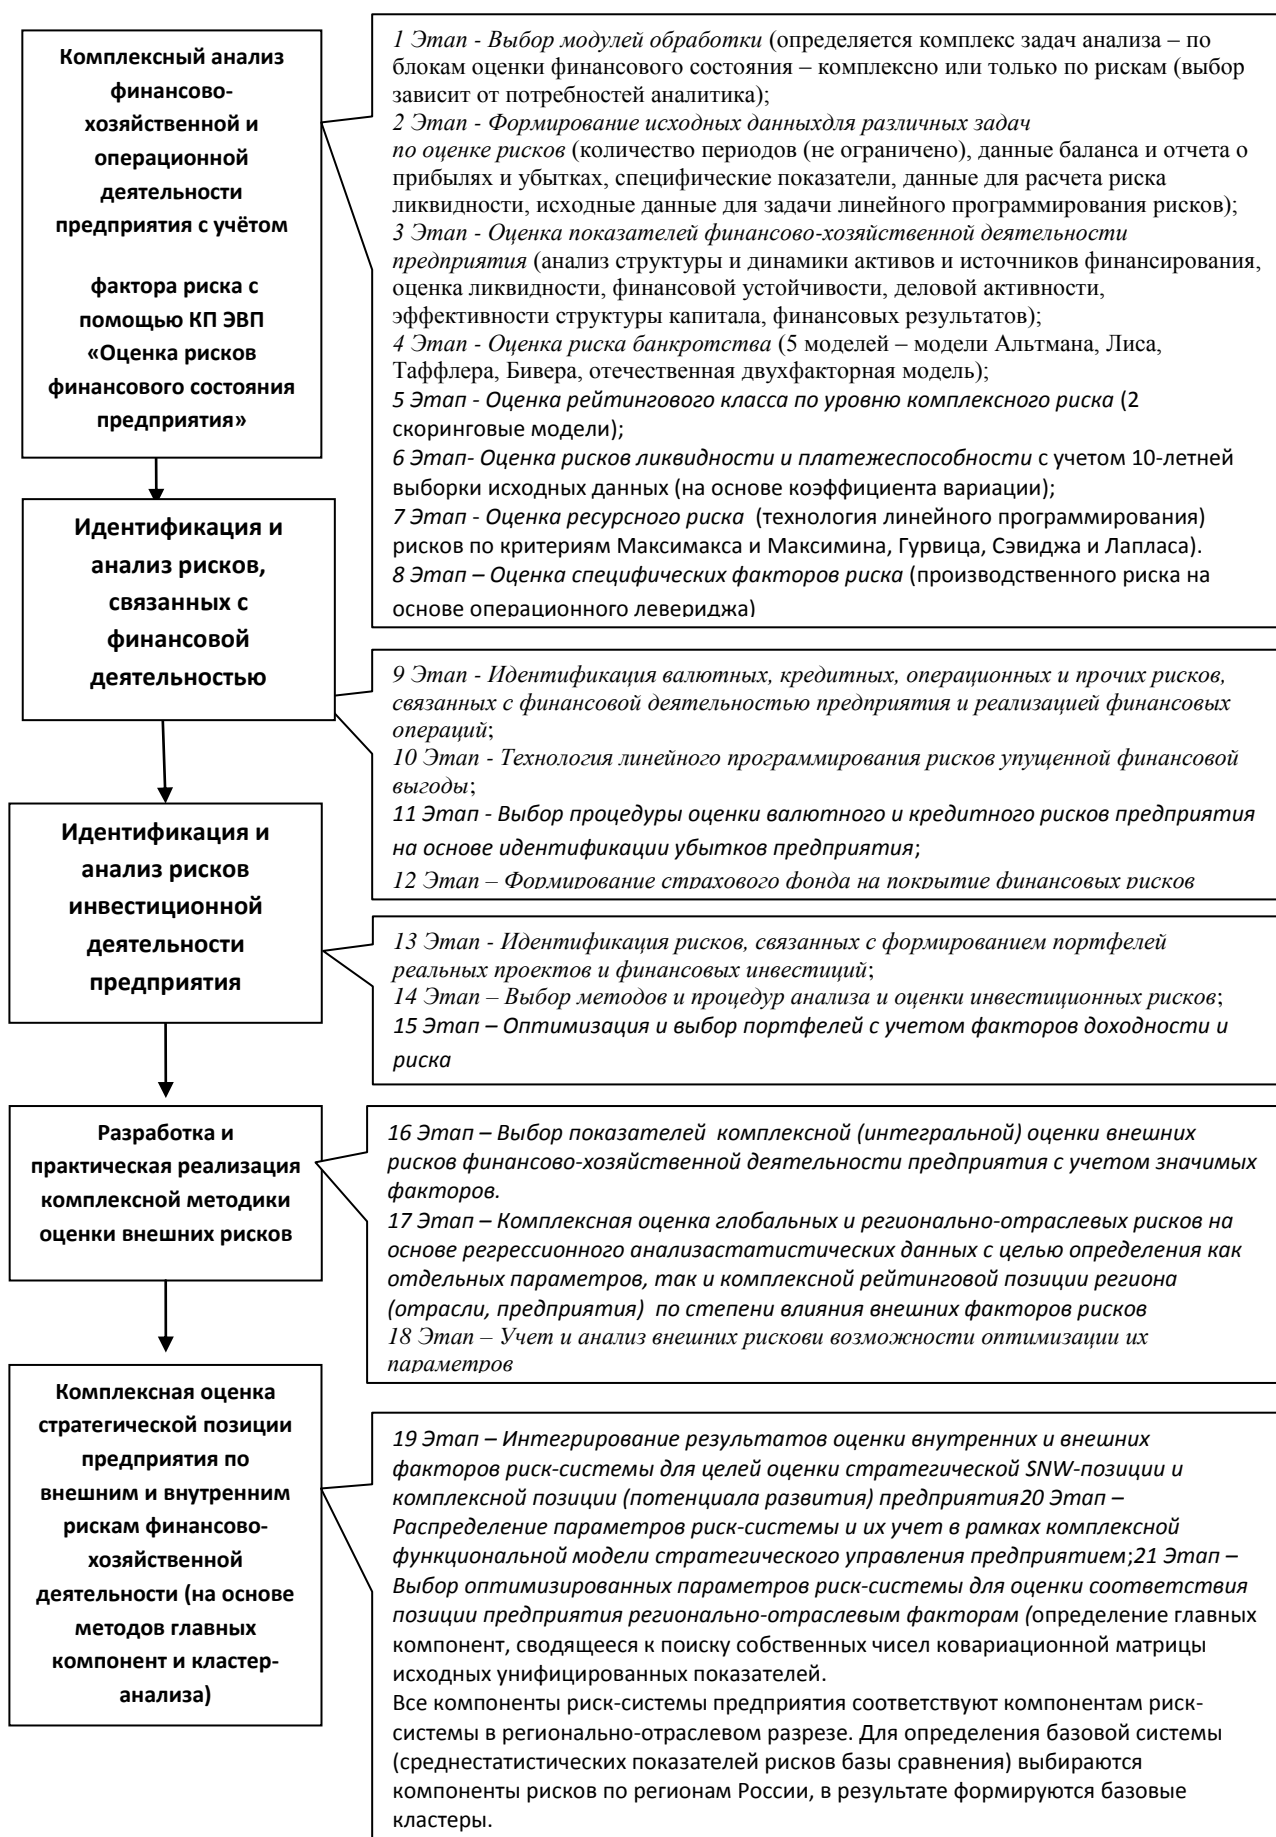 Комплексный анализ
финансово-
хозяйственной и
операционной
деятельности
предприятия с учётом
фактора риска с
помощью КП ЭВП
«Оценка рисков
финансового состояния
предприятия»
1 Этап - Выбор модулей обработки (определяется комплекс задач анализа – по
блокам оценки финансового состояния – комплексно или только по рискам (выбор
зависит от потребностей аналитика);
2 Этап - Формирование исходных данныхдля различных задач
по оценке рисков (количество периодов (не ограничено), данные баланса и отчета о
прибылях и убытках, специфические показатели, данные для расчета риска
ликвидности, исходные данные для задачи линейного программирования рисков);
3 Этап - Оценка показателей финансово-хозяйственной деятельности
предприятия (анализ структуры и динамики активов и источников финансирования,
оценка ликвидности, финансовой устойчивости, деловой активности,
эффективности структуры капитала, финансовых результатов);
4 Этап - Оценка риска банкротства (5 моделей – модели Альтмана, Лиса,
Таффлера, Бивера, отечественная двухфакторная модель);
5 Этап - Оценка рейтингового класса по уровню комплексного риска (2
скоринговые модели);
6 Этап- Оценка рисков ликвидности и платежеспособности с учетом 10-летней
выборки исходных данных (на основе коэффициента вариации);
7 Этап - Оценка ресурсного риска (технология линейного программирования)
рисков по критериям Максимакса и Максимина, Гурвица, Сэвиджа и Лапласа).
8 Этап – Оценка специфических факторов риска (производственного риска на
основе операционного левериджа)
Идентификация и
анализ рисков,
связанных с
финансовой
деятельностью
9 Этап - Идентификация валютных, кредитных, операционных и прочих рисков,
связанных с финансовой деятельностью предприятия и реализацией финансовых
операций;
10 Этап - Технология линейного программирования рисков упущенной финансовой
выгоды;
11 Этап - Выбор процедуры оценки валютного и кредитного рисков предприятия
на основе идентификации убытков предприятия;
12 Этап – Формирование страхового фонда на покрытие финансовых рисков
Идентификация и
анализ рисков
инвестиционной
деятельности
предприятия
13 Этап - Идентификация рисков, связанных с формированием портфелей
реальных проектов и финансовых инвестиций;
14 Этап – Выбор методов и процедур анализа и оценки инвестиционных рисков;
15 Этап – Оптимизация и выбор портфелей с учетом факторов доходности и
риска
Разработка и
практическая реализация
комплексной методики
оценки внешних рисков
16 Этап – Выбор показателей комплексной (интегральной) оценки внешних
рисков финансово-хозяйственной деятельности предприятия с учетом значимых
факторов.
17 Этап – Комплексная оценка глобальных и регионально-отраслевых рисков на
основе регрессионного анализастатистических данных с целью определения как
отдельных параметров, так и комплексной рейтинговой позиции региона
(отрасли, предприятия) по степени влияния внешних факторов рисков
18 Этап – Учет и анализ внешних рискови возможности оптимизации их
параметров
Комплексная оценка
стратегической позиции
предприятия по
внешним и внутренним
рискам финансово-
хозяйственной
деятельности (на основе
методов главных
компонент и кластер-
анализа)
19 Этап – Интегрирование результатов оценки внутренних и внешних
факторов риск-системы для целей оценки стратегической SNW-позиции и
комплексной позиции (потенциала развития) предприятия20 Этап –
Распределение параметров риск-системы и их учет в рамках комплексной
функциональной модели стратегического управления предприятием;21 Этап –
Выбор оптимизированных параметров риск-системы для оценки соответствия
позиции предприятия регионально-отраслевым факторам (определение главных
компонент, сводящееся к поиску собственных чисел ковариационной матрицы
исходных унифицированных показателей.
Все компоненты риск-системы предприятия соответствуют компонентам риск-
системы в регионально-отраслевом разрезе. Для определения базовой системы
(среднестатистических показателей рисков базы сравнения) выбираются
компоненты рисков по регионам России, в результате формируются базовые
кластеры.